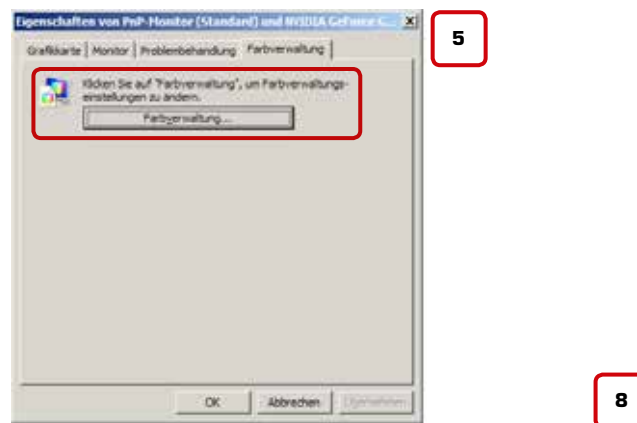 Eigenschaften von PnP-Monitor (Standard) und NVIDIA GeForce G...
5
Grafikkarte Monitor Problembehandlung Farbverwaltung
Klicken Sie auf "Farbverwaltung", um Farbverwaltungs-
einstellungen zu ändern.
Farbverwaltung...
OK Abbrechen Übernehmen
8